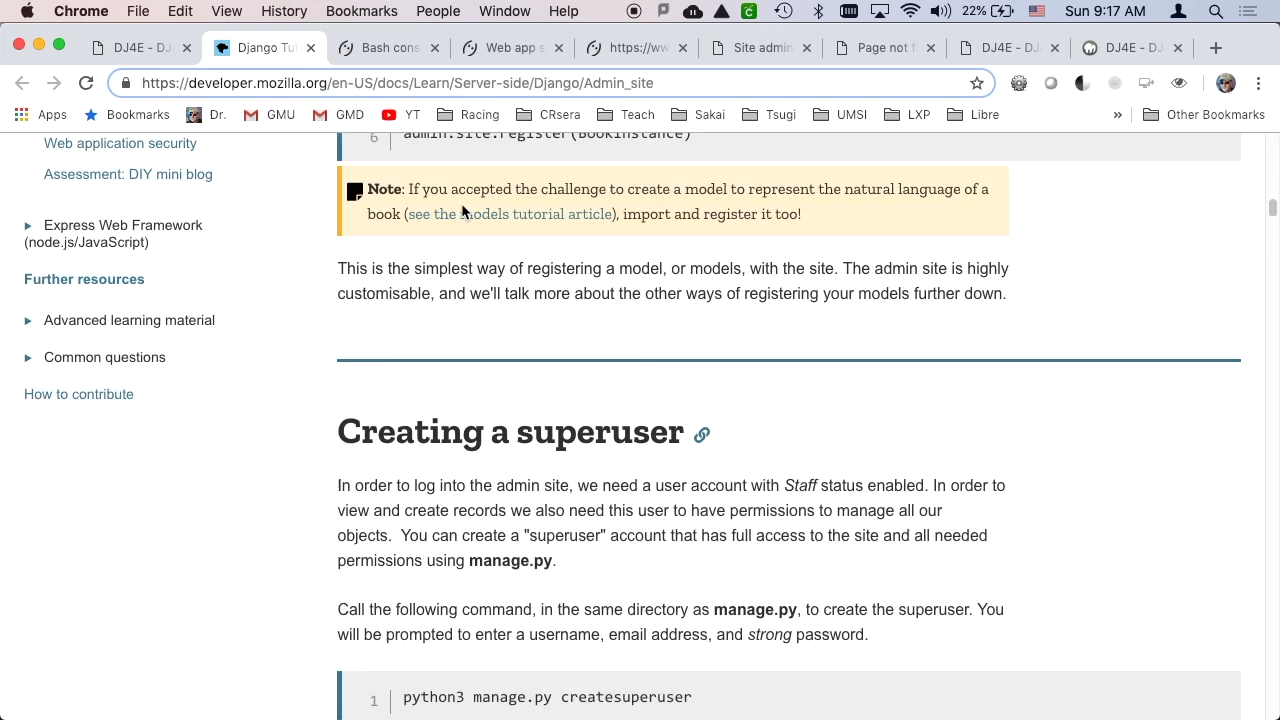 Chrome File Edit View History Bookmarks People Window Help 22% Sun 9:17 AM
DJ4E - DJ Django Tut Bash cons Web app s https://ww Site admin Page not f DJ4E - DJ DJ4E - DJ
https://developer.mozilla.org/en-US/docs/Learn/Server-side/Django/Admin_site
Apps Bookmarks Dr. GMU GMD YT Racing CRsera Teach Sakai Tsugi UMSI LXP Libre » Other Bookmarks
6 admin.site.register(BookInstance)
Web application security
Assessment: DIY mini blog
Express Web Framework
(node.js/JavaScript)
Further resources
Advanced learning material
Common questions
How to contribute
Note: If you accepted the challenge to create a model to represent the natural language of a
book (see the models tutorial article), import and register it too!
This is the simplest way of registering a model, or models, with the site. The admin site is highly
customisable, and we'll talk more about the other ways of registering your models further down.
Creating a superuser
In order to log into the admin site, we need a user account with Staff status enabled. In order to
view and create records we also need this user to have permissions to manage all our
objects. You can create a "superuser" account that has full access to the site and all needed
permissions using manage.py.
Call the following command, in the same directory as manage.py, to create the superuser. You
will be prompted to enter a username, email address, and strong password.
1 python3 manage.py createsuperuser